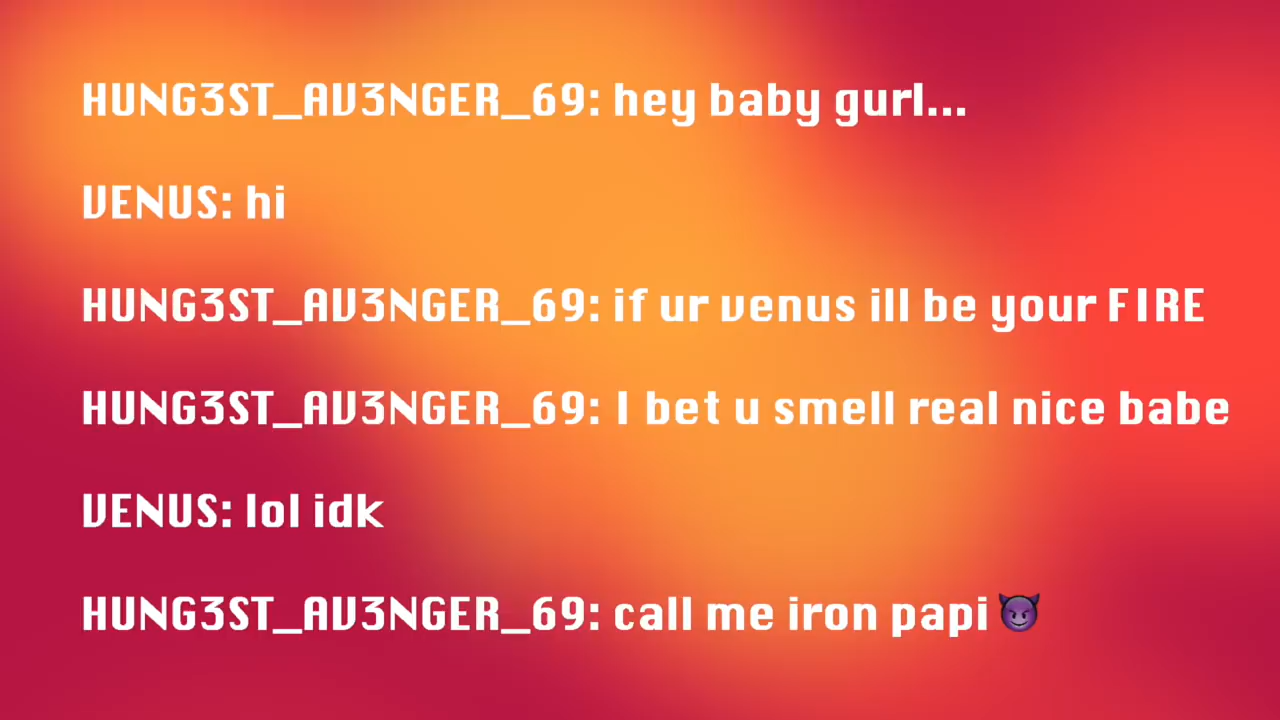 HUNG3ST_AV3NGER_69: hey baby gurl...
VENUS: hi
HUNG3ST_AV3NGER_69: if ur venus ill be your FIRE
HUNG3ST_AV3NGER_69: I bet u smell real nice babe
VENUS: lol idk
HUNG3ST_AV3NGER_69: call me iron papi 😈